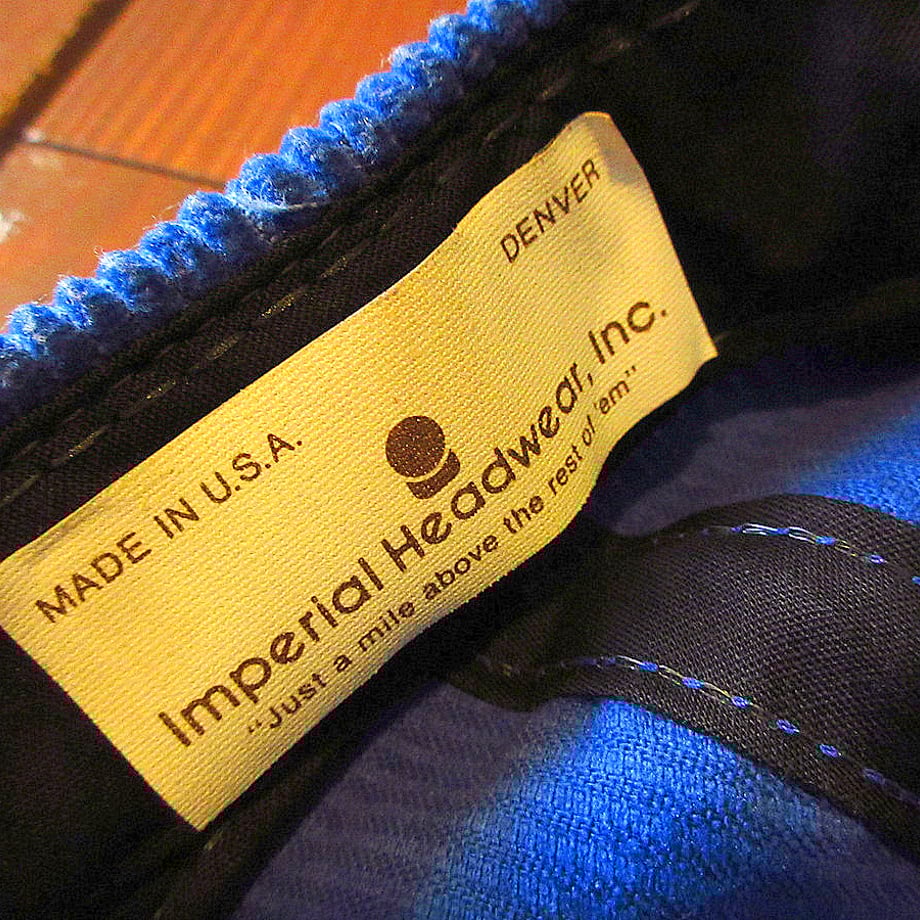 MADE IN U.S.A.
DENVER
Imperial Headwear, Inc.
"Just a mile above the rest of 'em"